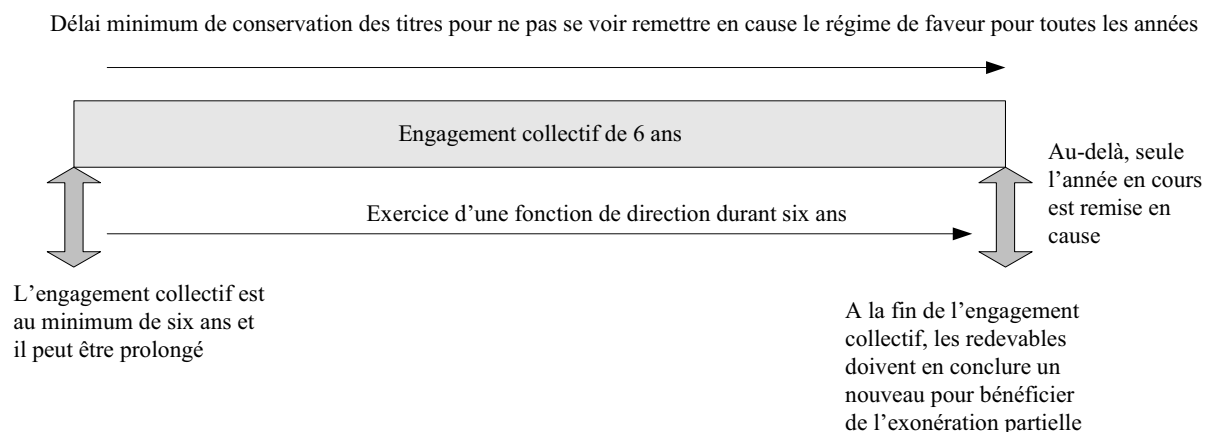 Délai minimum de conservation des titres pour ne pas se voir remettre en cause le régime de faveur pour toutes les années
Engagement collectif de 6 ans
Au-delà, seule
l’année en cours
est remise en
cause
Exercice d’une fonction de direction durant six ans
L’engagement collectif est
au minimum de six ans et
il peut être prolongé
A la fin de l’engagement
collectif, les redevables
doivent en conclure un
nouveau pour bénéficier
de l’exonération partielle